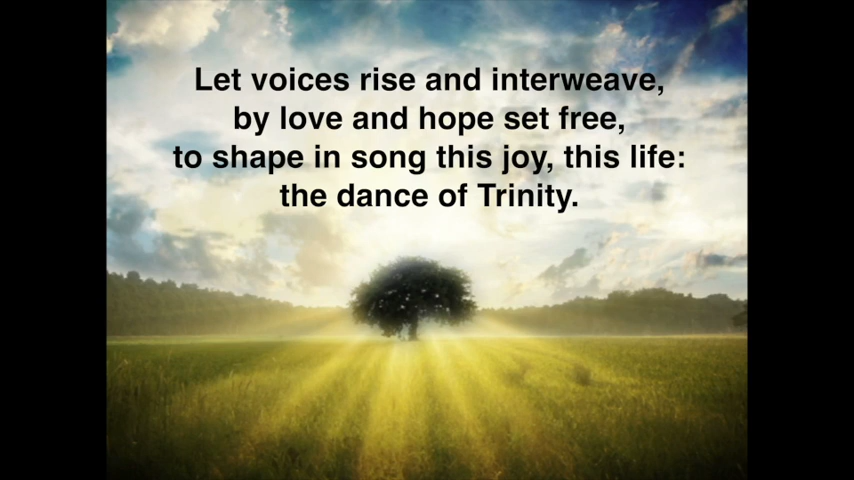 Let voices rise and interweave,
by love and hope set free,
to shape in song this joy, this life:
the dance of Trinity.